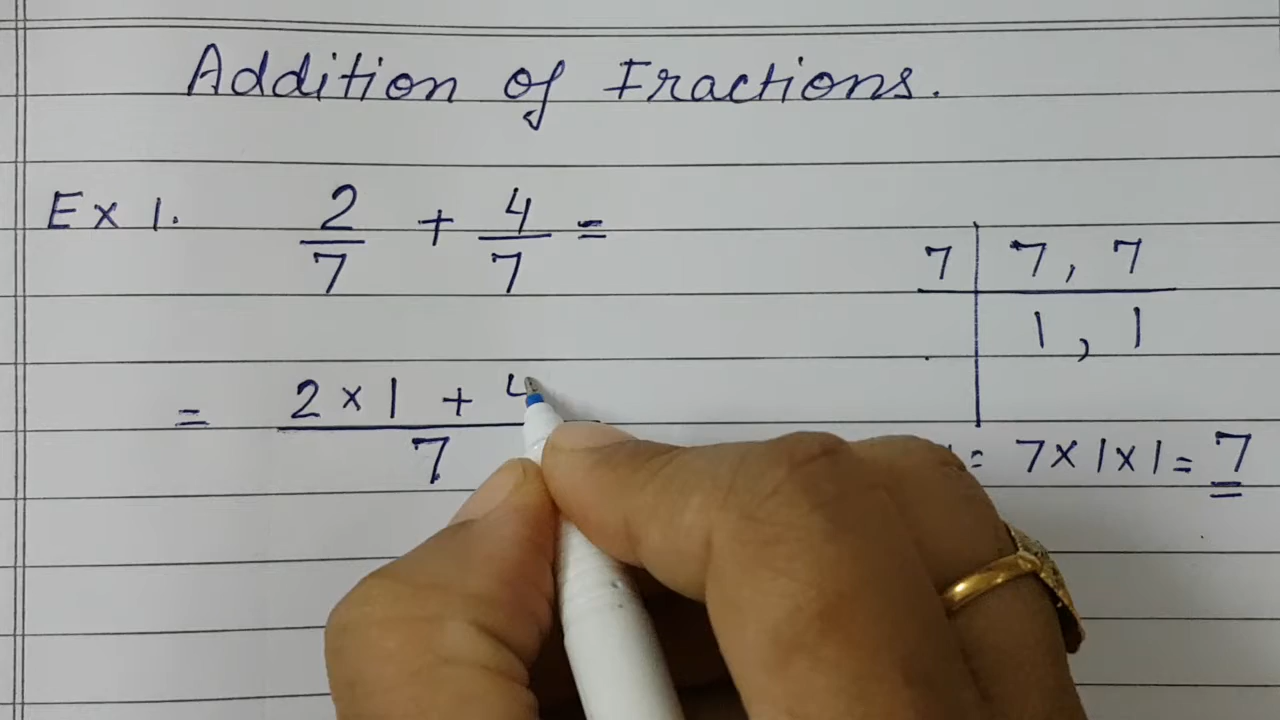 Addition of Fractions.
Ex 1. 2/7 + 4/7 =
7 | 7, 7
1, 1
= 7 × 1 × 1 = 7
= (2 × 1 + 4)/7